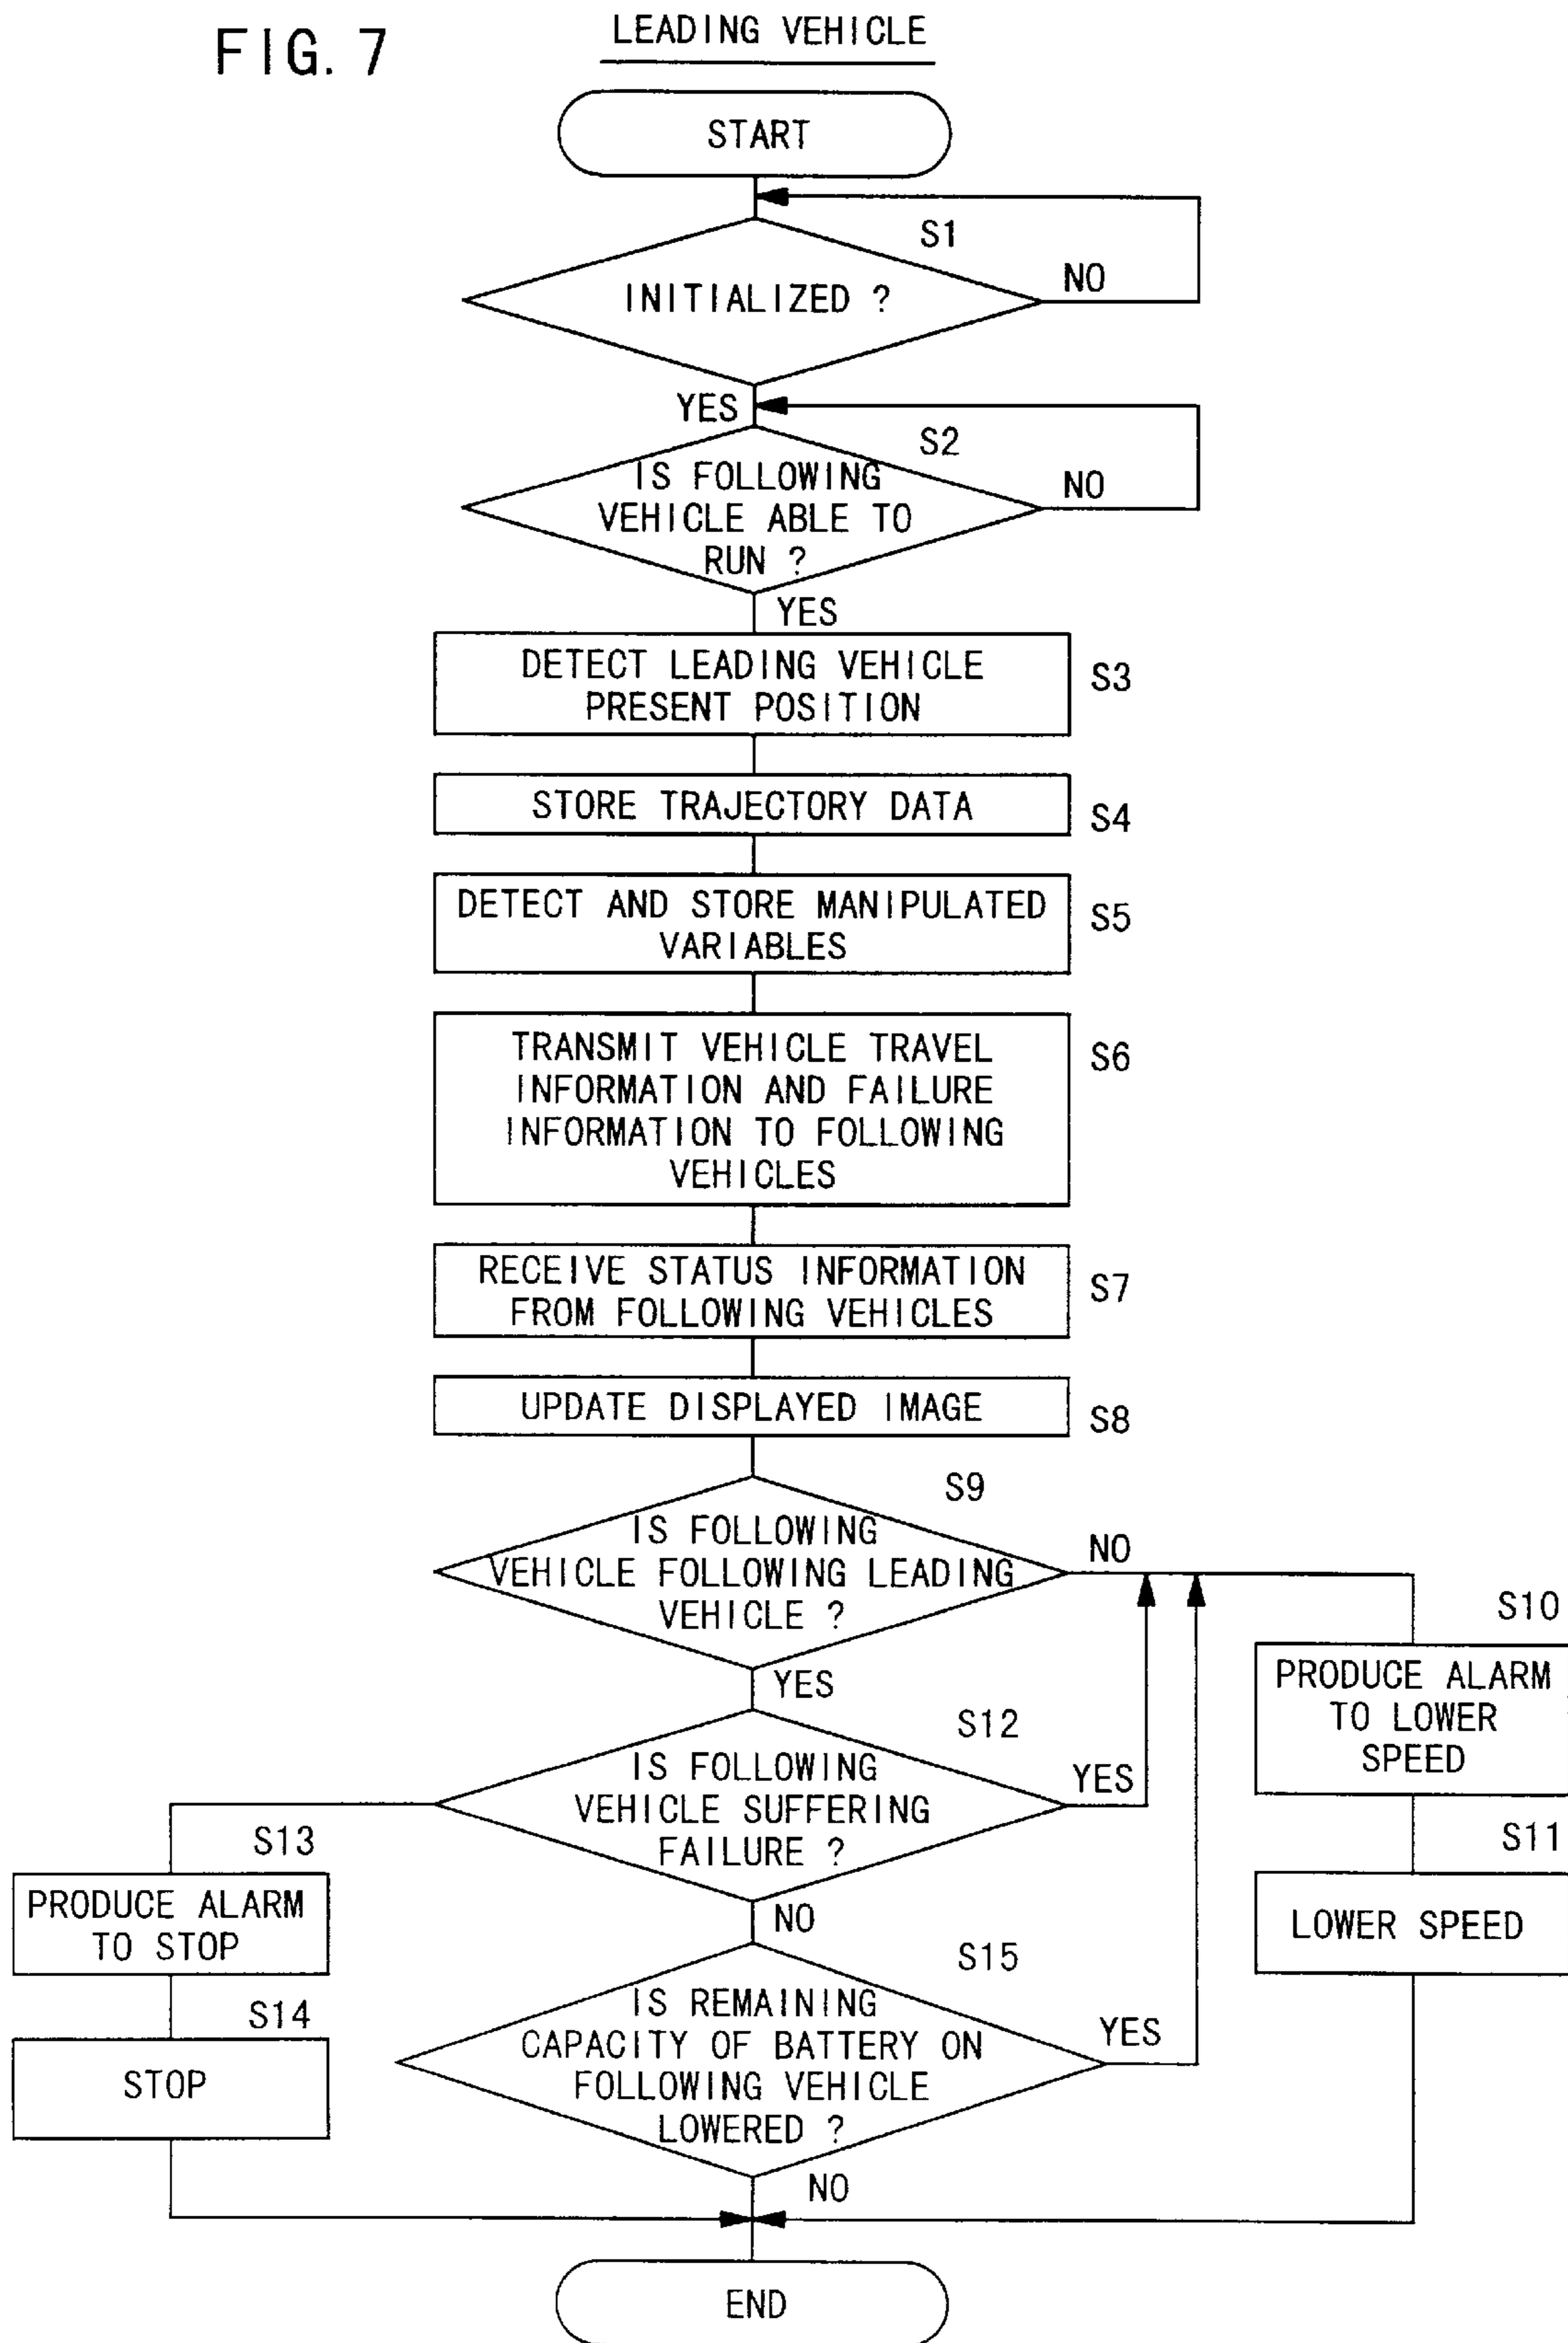 FIG. 7
LEADING VEHICLE
START
S1
INITIALIZED ?
NO
YES
S2
IS FOLLOWING
VEHICLE ABLE TO
RUN ?
NO
YES
DETECT LEADING VEHICLE
PRESENT POSITION
S3
STORE TRAJECTORY DATA
S4
DETECT AND STORE MANIPULATED
VARIABLES
S5
TRANSMIT VEHICLE TRAVEL
INFORMATION AND FAILURE
INFORMATION TO FOLLOWING
VEHICLES
S6
RECEIVE STATUS INFORMATION
FROM FOLLOWING VEHICLES
S7
UPDATE DISPLAYED IMAGE
S8
S9
IS FOLLOWING
VEHICLE FOLLOWING LEADING
VEHICLE ?
NO
YES
S10
PRODUCE ALARM
TO LOWER
SPEED
S11
LOWER SPEED
S12
IS FOLLOWING
VEHICLE SUFFERING
FAILURE ?
YES
NO
S13
PRODUCE ALARM
TO STOP
S14
STOP
S15
IS REMAINING
CAPACITY OF BATTERY ON
FOLLOWING VEHICLE
LOWERED ?
YES
NO
END